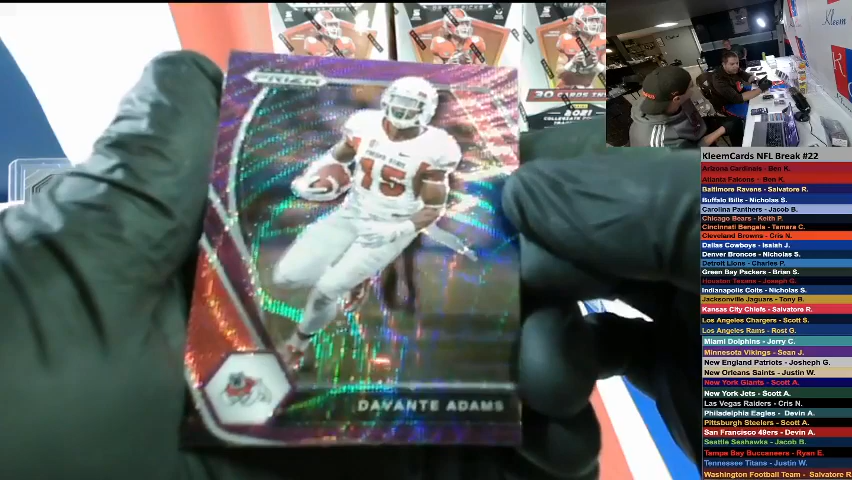 PRIZM
15
DAVANTE ADAMS
2021
Kleem
KleemCards NFL Break #22
Arizona Cardinals - Ben K.
Atlanta Falcons - Ben K.
Baltimore Ravens - Salvatore R.
Buffalo Bills - Nicholas S.
Carolina Panthers - Jacob B.
Chicago Bears - Keith P.
Cincinnati Bengals - Tamara C.
Cleveland Browns - Cris N.
Dallas Cowboys - Isaiah J.
Denver Broncos - Nicholas S.
Detroit Lions - Charles P.
Green Bay Packers - Brian S.
Houston Texans - Joseph G.
Indianapolis Colts - Nicholas S.
Jacksonville Jaguars - Tony B.
Kansas City Chiefs - Salvatore R.
Los Angeles Chargers - Scott S.
Los Angeles Rams - Rost G.
Miami Dolphins - Jerry C.
Minnesota Vikings - Sean J.
New England Patriots - Josheph G.
New Orleans Saints - Justin W.
New York Giants - Scott A.
New York Jets - Scott A.
Las Vegas Raiders - Cris N.
Philadelphia Eagles - Devin A.
Pittsburgh Steelers - Scott A.
San Francisco 49ers - Devin A.
Seattle Seahawks - Jacob B.
Tampa Bay Buccaneers - Ryan E.
Tennessee Titans - Justin W.
Washington Football Team - Salvatore R